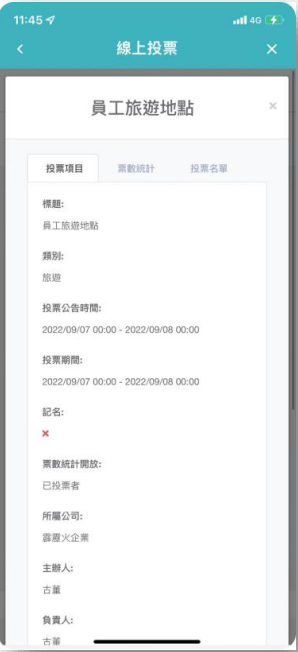 11:45
4G
線上投票
員工旅遊地點
投票項目 票數統計 投票名單
標題:
員工旅遊地點
類別:
旅遊
投票公告時間:
2022/09/07 00:00 - 2022/09/08 00:00
投票期間:
2022/09/07 00:00 - 2022/09/08 00:00
記名:
票數統計開放:
已投票者
所屬公司:
霹靂火企業
主辦人:
古董
負責人:
古董